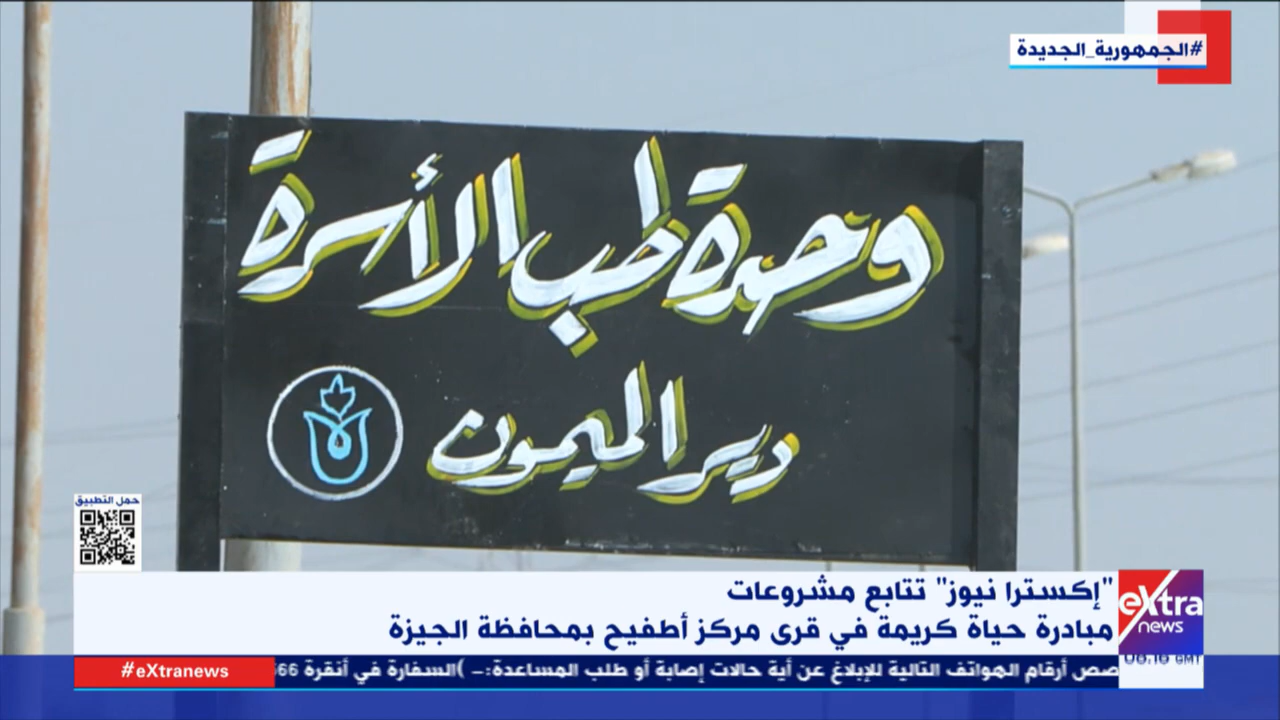 #الجمهورية_الجديدة
وحدة طب الأسرة
دير الميمون
حمل التطبيق
"إكسترا نيوز" تتابع مشروعات
مبادرة حياة كريمة في قرى مركز أطفيح بمحافظة الجيزة
eXtra
news
#eXtranews
أرقام الهواتف التالية للإبلاغ عن أية حالات إصابة أو طلب المساعدة:– )السفارة في أنقرة